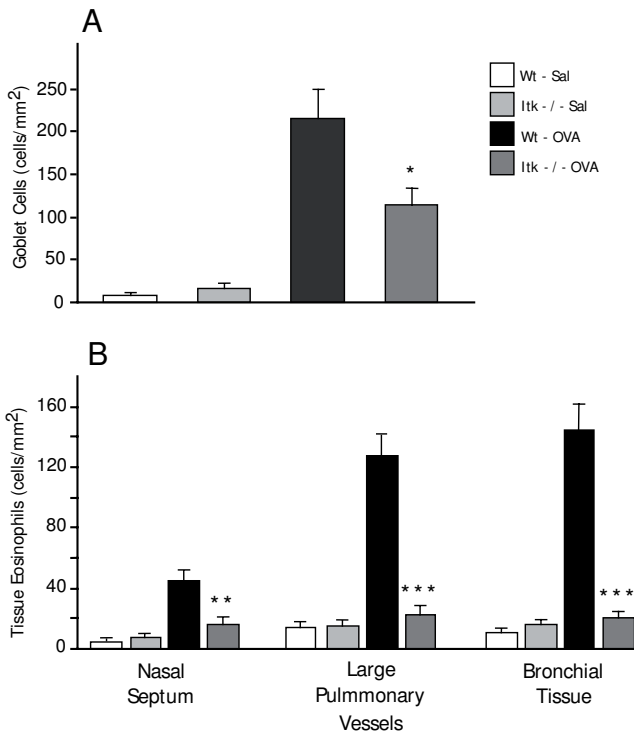 A
Goblet Cells (cells/mm2)
250
200
150
100
50
0
*
Wt - Sal
Itk - / - Sal
Wt - OVA
Itk - / - OVA
B
Tissue Eosinophils (cells/mm2)
160
120
80
40
0
* *
* * *
* * *
Nasal
Septum
Large
Pulmmonary
Vessels
Bronchial
Tissue